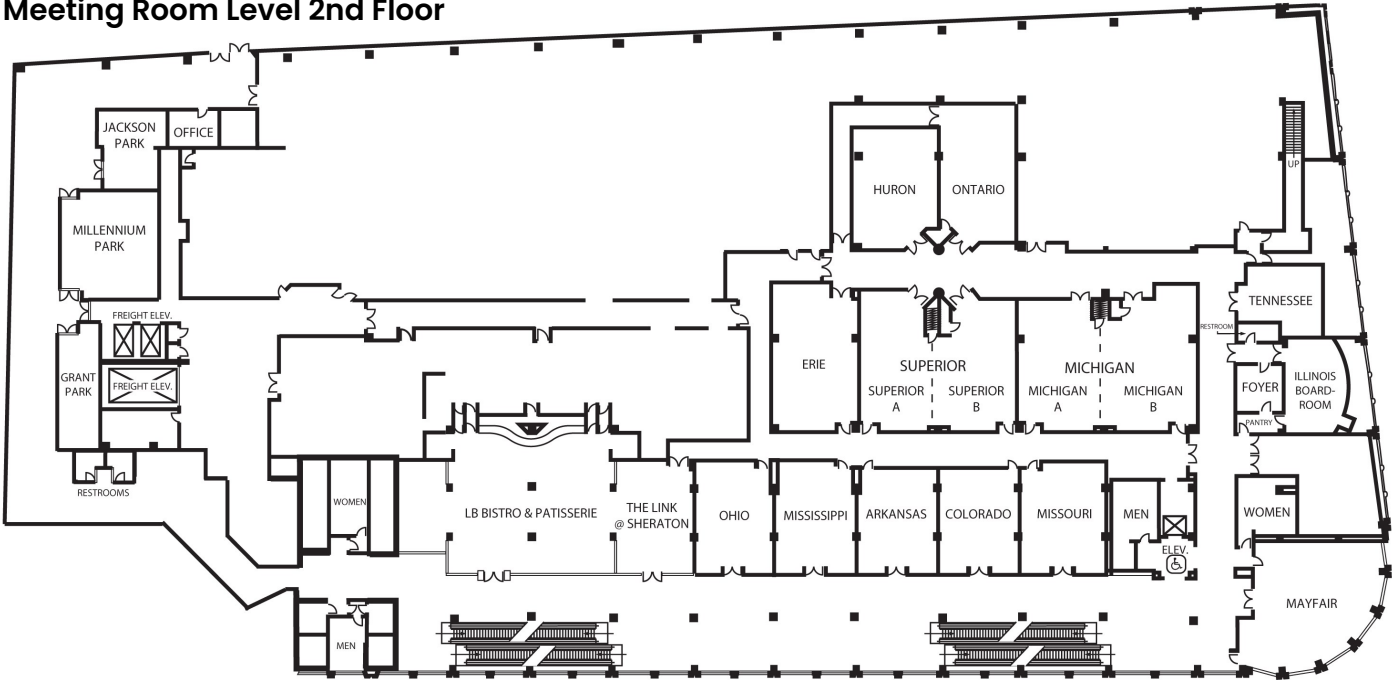 Meeting Room Level 2nd Floor
JACKSON
PARK
OFFICE
MILLENNIUM
PARK
FREIGHT ELEV.
GRANT
PARK
FREIGHT ELEV.
RESTROOMS
WOMEN
MEN
LB BISTRO & PATISSERIE
THE LINK
@ SHERATON
HURON
ONTARIO
ERIE
SUPERIOR
SUPERIOR
A
SUPERIOR
B
MICHIGAN
MICHIGAN
A
MICHIGAN
B
OHIO
MISSISSIPPI
ARKANSAS
COLORADO
MISSOURI
MEN
ELEV.
UP
TENNESSEE
RESTROOM
FOYER
ILLINOIS
BOARD-
ROOM
PANTRY
WOMEN
MAYFAIR